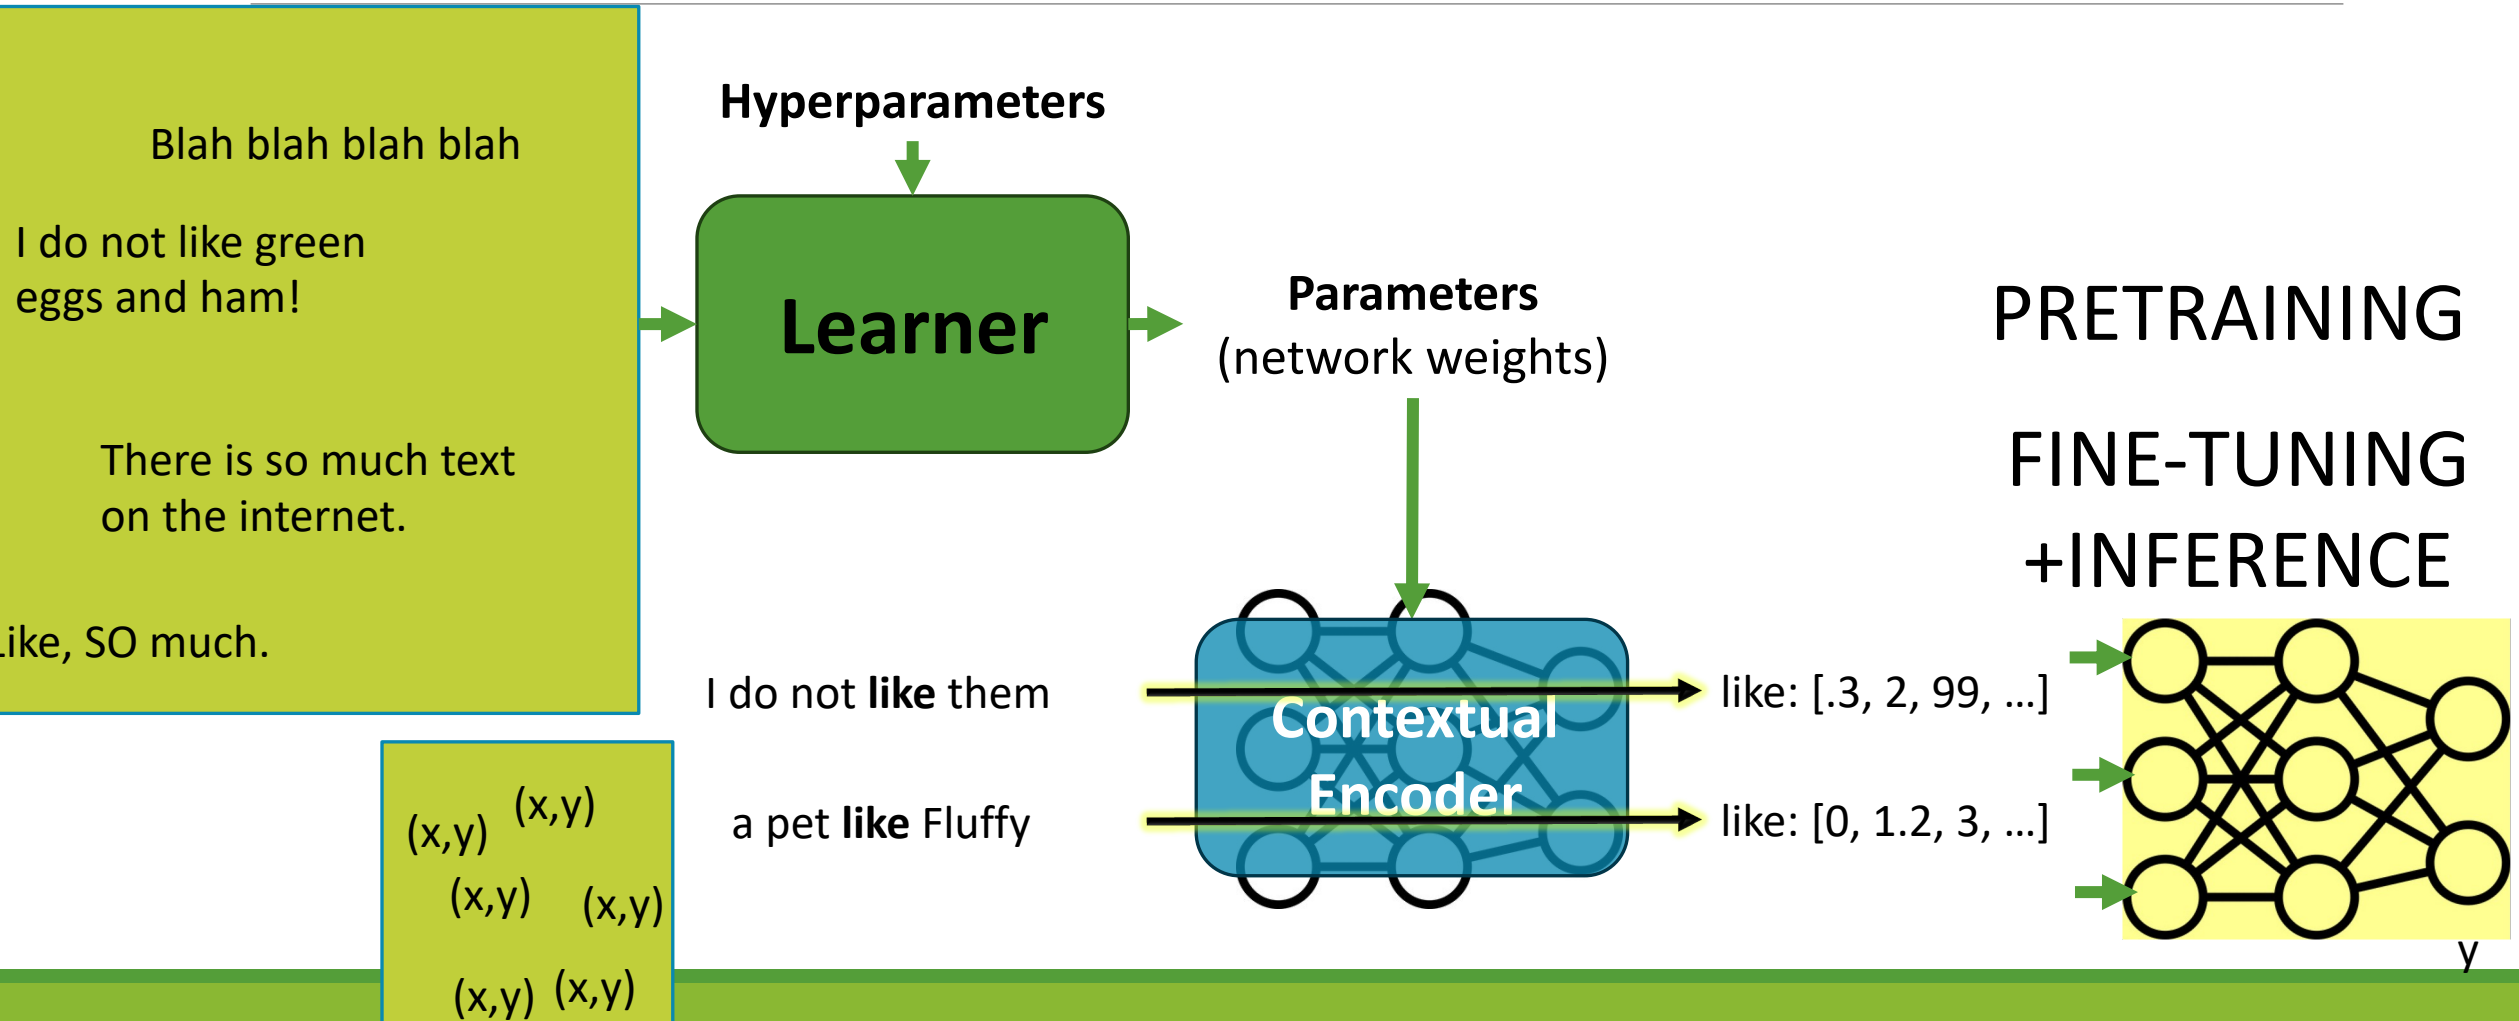 Blah blah blah blah
I do not like green
eggs and ham!
There is so much text
on the internet.
Like, SO much.
Hyperparameters
Learner
Parameters
(network weights)
PRETRAINING
FINE-TUNING
+INFERENCE
I do not like them
Contextual
Encoder
like: [.3, 2, 99, ...]
a pet like Fluffy
like: [0, 1.2, 3, ...]
(x,y)
(x,y)
(x,y)
(x,y)
(x,y)
(x,y)
y